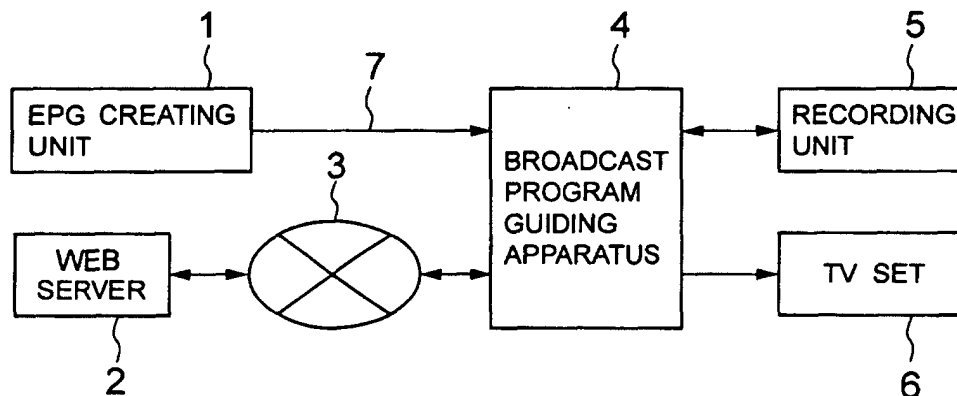 1
4
5
7
EPG CREATING
UNIT
BROADCAST
PROGRAM
GUIDING
APPARATUS
RECORDING
UNIT
3
WEB
SERVER
TV SET
2
6